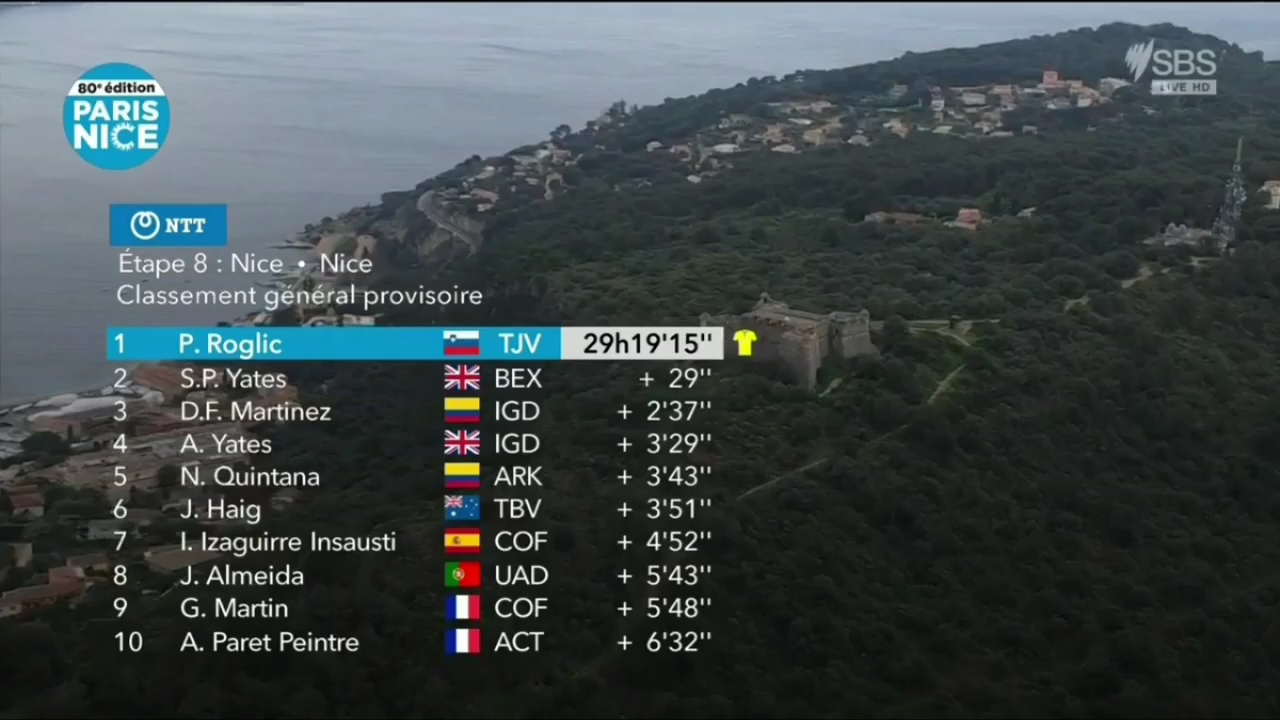 80e édition
PARIS
NICE
SBS
LIVE HD
NTT
Étape 8 : Nice • Nice
Classement général provisoire
1 P. Roglic TJV 29h19'15''
2 S.P. Yates BEX + 29''
3 D.F. Martinez IGD + 2'37''
4 A. Yates IGD + 3'29''
5 N. Quintana ARK + 3'43''
6 J. Haig TBV + 3'51''
7 I. Izaguirre Insausti COF + 4'52''
8 J. Almeida UAD + 5'43''
9 G. Martin COF + 5'48''
10 A. Paret Peintre ACT + 6'32''